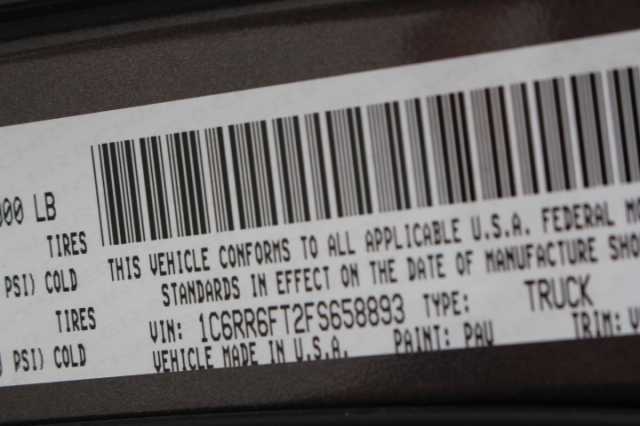 000 LB
TIRES
PSI) COLD
TIRES
PSI) COLD
THIS VEHICLE CONFORMS TO ALL APPLICABLE U.S.A. FEDERAL
STANDARDS IN EFFECT ON THE DATE OF MANUFACTURE
VIN: 1C6RR6FT2FS658893 TYPE: TRUCK
VEHICLE MADE IN U.S.A. PAINT: PAU TRIM: